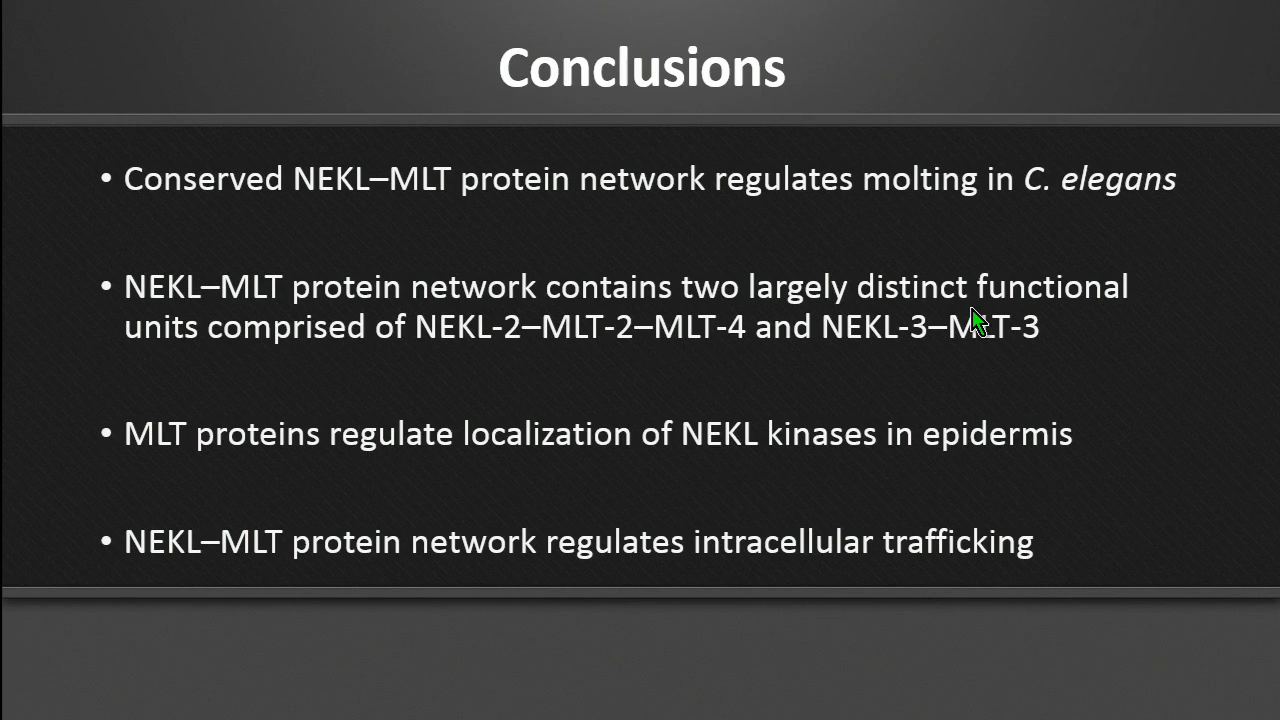 Conclusions
• Conserved NEKL–MLT protein network regulates molting in C. elegans
• NEKL–MLT protein network contains two largely distinct functional
units comprised of NEKL-2–MLT-2–MLT-4 and NEKL-3–MLT-3
• MLT proteins regulate localization of NEKL kinases in epidermis
• NEKL–MLT protein network regulates intracellular trafficking